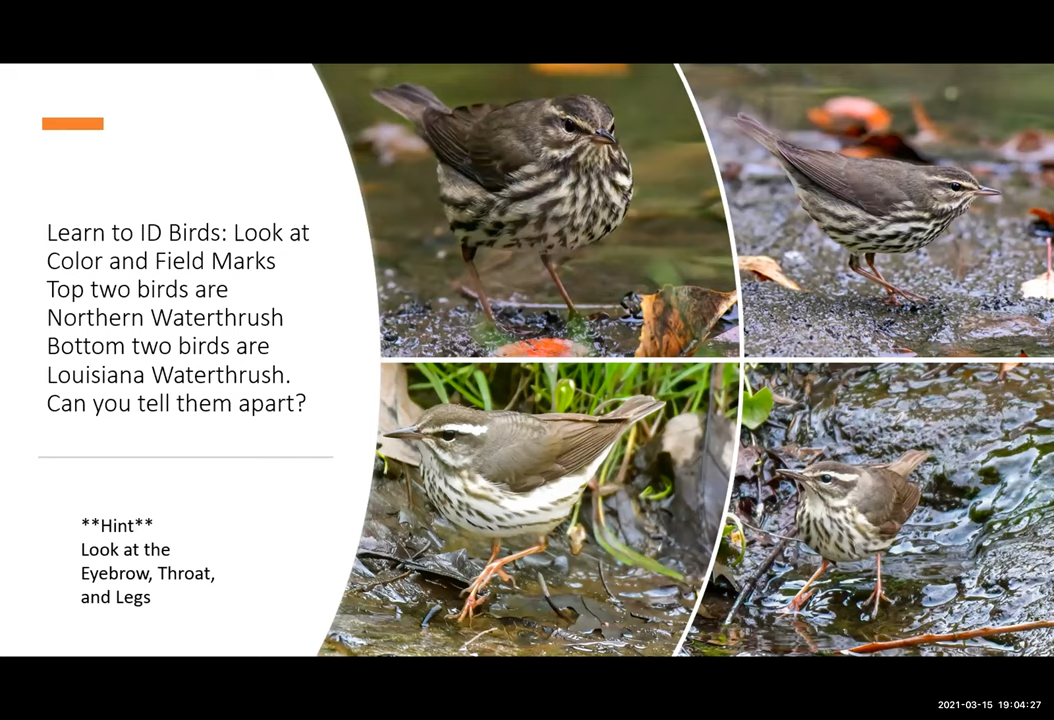 Learn to ID Birds: Look at
Color and Field Marks
Top two birds are
Northern Waterthrush
Bottom two birds are
Louisiana Waterthrush.
Can you tell them apart?
**Hint**
Look at the
Eyebrow, Throat,
and Legs
2021-03-15 19:04:27